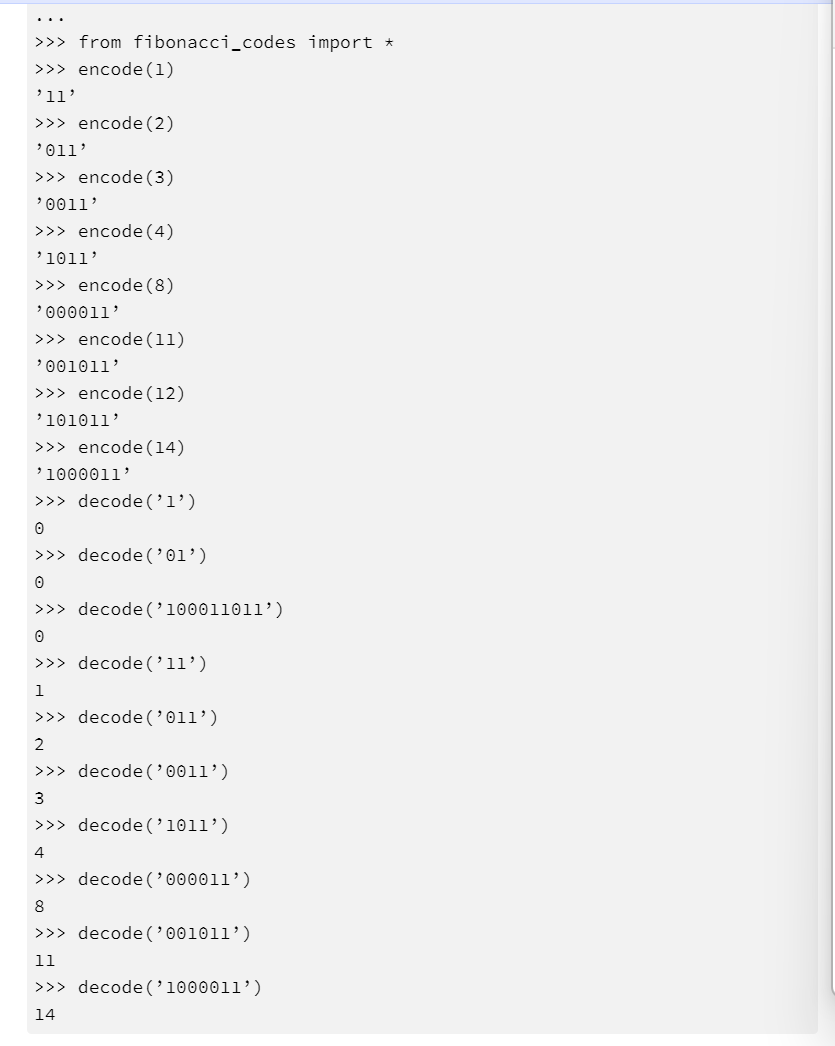 ...
>>> from fibonacci_codes import *
>>> encode(1)
’11’
>>> encode(2)
’011’
>>> encode(3)
’0011’
>>> encode(4)
’1011’
>>> encode(8)
’000011’
>>> encode(11)
’001011’
>>> encode(12)
’101011’
>>> encode(14)
’1000011’
>>> decode(’1’)
0
>>> decode(’01’)
0
>>> decode(’100011011’)
0
>>> decode(’11’)
1
>>> decode(’011’)
2
>>> decode(’0011’)
3
>>> decode(’1011’)
4
>>> decode(’000011’)
8
>>> decode(’001011’)
11
>>> decode(’1000011’)
14